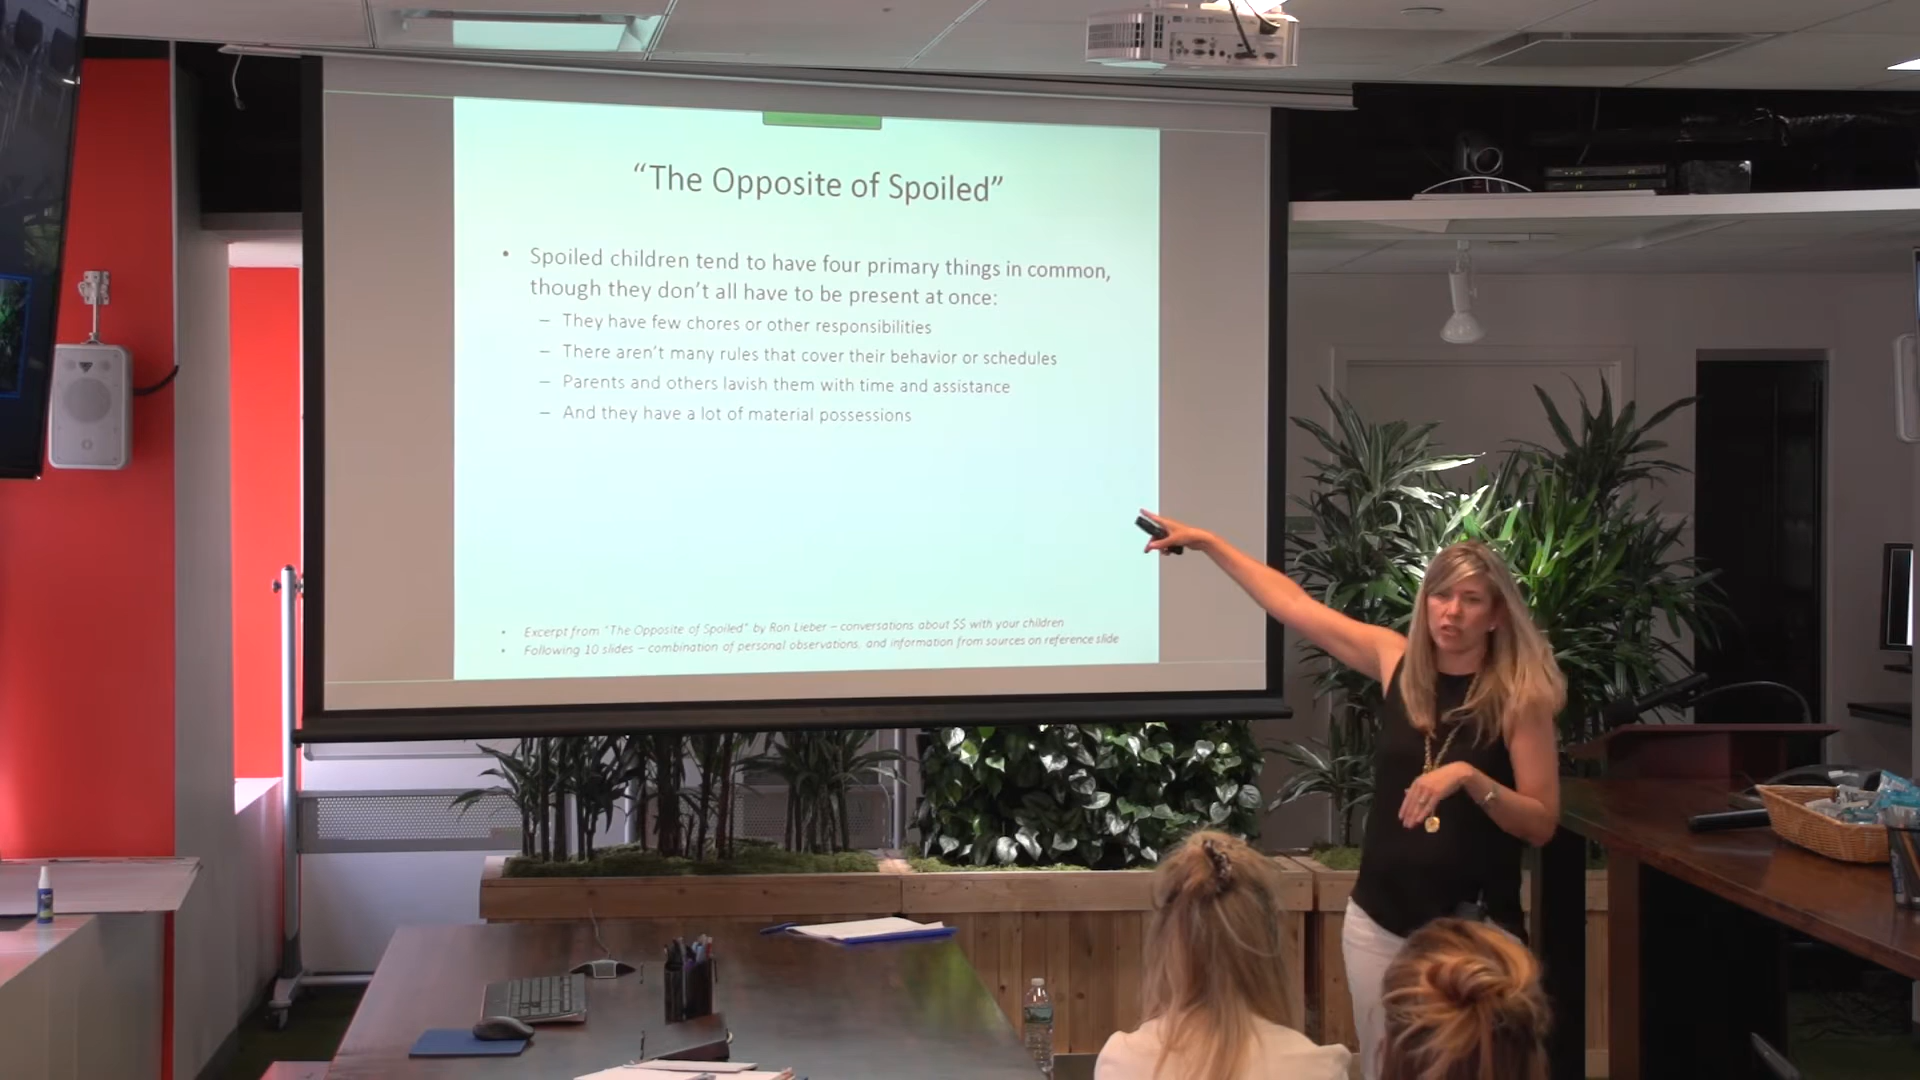 “The Opposite of Spoiled”
• Spoiled children tend to have four primary things in common,
though they don’t all have to be present at once:
– They have few chores or other responsibilities
– There aren’t many rules that cover their behavior or schedules
– Parents and others lavish them with time and assistance
– And they have a lot of material possessions
• Excerpt from “The Opposite of Spoiled” by Ron Lieber – conversations about $$ with your children
• Following 10 slides – combination of personal observations, and information from sources on reference slide